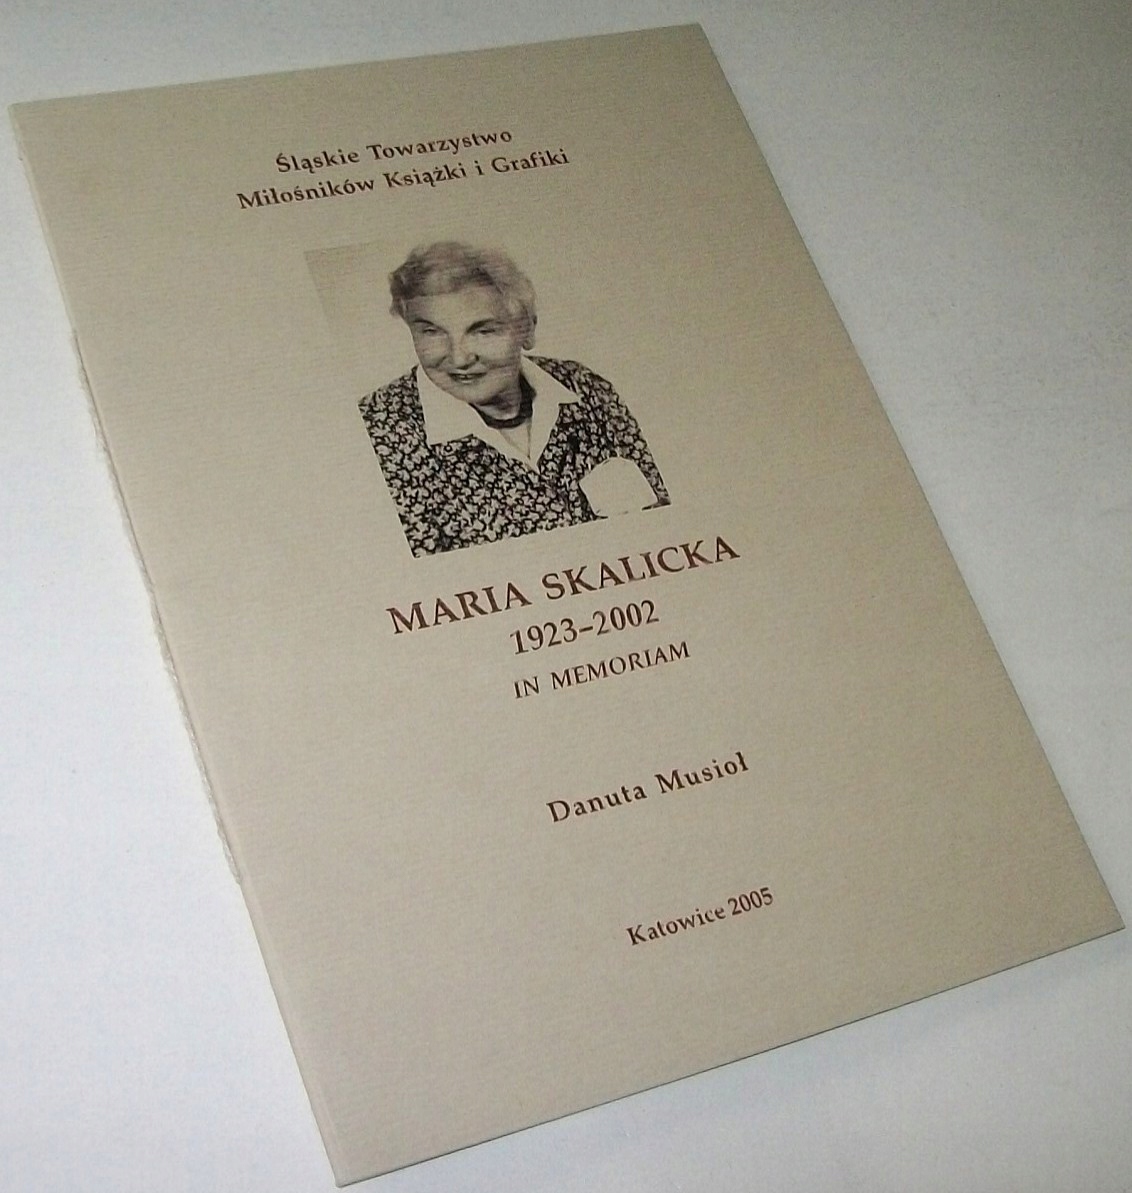 Śląskie Towarzystwo
Miłośników Książki i Grafiki
MARIA SKALICKA
1923–2002
IN MEMORIAM
Danuta Musioł
Katowice 2005